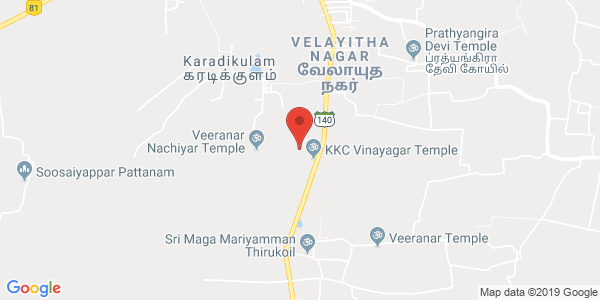 81
VELAYITHA
NAGAR
வேலாயுத
நகர்
Prathyangira
Devi Temple
ப்ரத்யங்கிரா
தேவி கோயில்
Karadikulam
கரடிக்குளம்
140
Veeranar
Nachiyar Temple
KKC Vinayagar Temple
Soosaiyappar Pattanam
Sri Maga Mariyamman
Thirukoil
Veeranar Temple
Google
Map data ©2019 Google